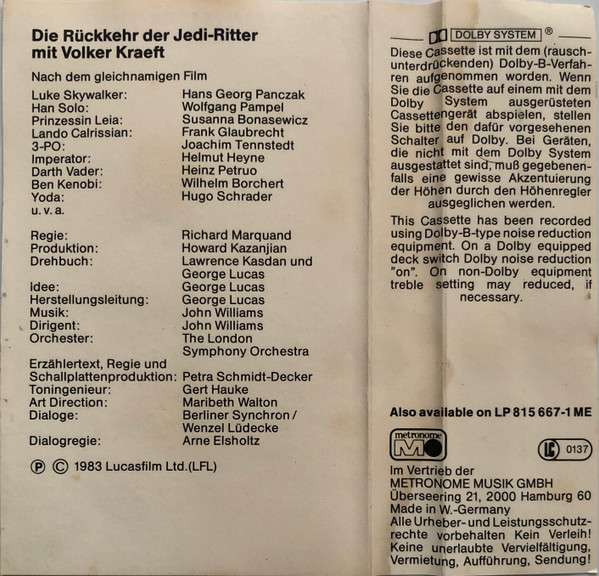 Die Rückkehr der Jedi-Ritter
mit Volker Kraeft
Nach dem gleichnamigen Film
Luke Skywalker: Hans Georg Panczak
Han Solo: Wolfgang Pampel
Prinzessin Leia: Susanna Bonasewicz
Lando Calrissian: Frank Glaubrecht
3-PO: Joachim Tennstedt
Imperator: Helmut Heyne
Darth Vader: Heinz Petruo
Ben Kenobi: Wilhelm Borchert
Yoda: Hugo Schrader
u.v.a.
Regie: Richard Marquand
Produktion: Howard Kazanjian
Drehbuch: Lawrence Kasdan und
George Lucas
Idee: George Lucas
Herstellungsleitung: George Lucas
Musik: John Williams
Dirigent: John Williams
Orchester: The London
Symphony Orchestra
Erzählertext, Regie und
Schallplattenproduktion: Petra Schmidt-Decker
Toningenieur: Gert Hauke
Art Direction: Maribeth Walton
Dialoge: Berliner Synchron /
Wenzel Lüdecke
Dialogregie: Arne Elsholtz
℗ © 1983 Lucasfilm Ltd.(LFL)
DOLBY SYSTEM ®
Diese Cassette ist mit dem (rausch-
unterdrückenden) Dolby-B-Verfah-
ren aufgenommen worden. Wenn
Sie die Cassette auf einem mit dem
Dolby System ausgerüsteten
Cassettengerät abspielen, stellen
Sie bitte den dafür vorgesehenen
Schalter auf Dolby. Bei Geräten,
die nicht mit dem Dolby System
ausgestattet sind, muß gegebenen-
falls eine gewisse Akzentuierung
der Höhen durch den Höhenregler
ausgeglichen werden.
This Cassette has been recorded
using Dolby-B-type noise reduction
equipment. On a Dolby equipped
deck switch Dolby noise reduction
"on". On non-Dolby equipment
treble setting may reduced, if
necessary.
Also available on LP 815 667-1 ME
metronome
LC 0137
Im Vertrieb der
METRONOME MUSIK GMBH
Überseering 21, 2000 Hamburg 60
Made in W.-Germany
Alle Urheber- und Leistungsschutz-
rechte vorbehalten Kein Verleih!
Keine unerlaubte Vervielfältigung,
Vermietung, Aufführung, Sendung!